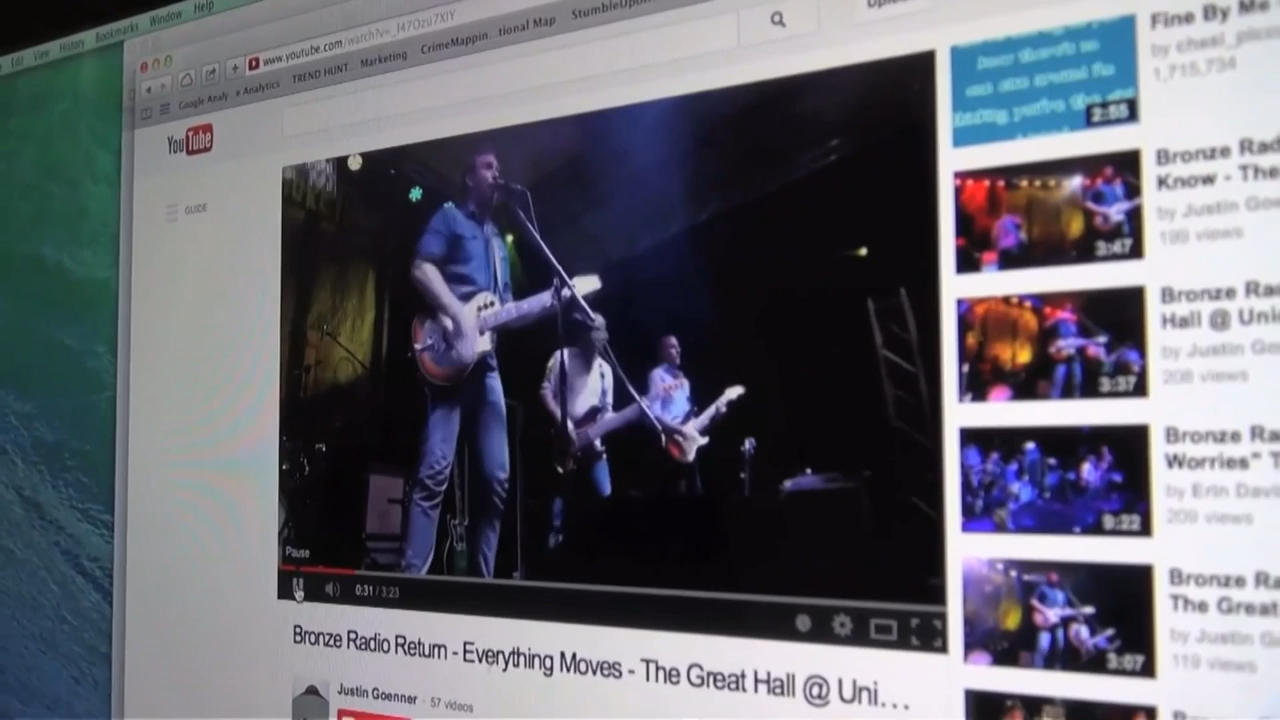 Edit View History Bookmarks Window Help
www.youtube.com/watch?v=_I47Ozu7XIY
Google Analy e Analytics TREND HUNT... Marketing CrimeMappin...tional Map StumbleUpon
YouTube
GUIDE
Pause
0:31 / 3:23
Bronze Radio Return - Everything Moves - The Great Hall @ Uni...
Justin Goenner · 57 videos
2:55
Fine By Me
1,715,734
3:47
Bronze Rad
Know - The
by Justin Goe
199 views
3:37
Bronze Ra
Hall @ Uni
by Justin Go
208 views
9:22
Bronze Ra
Worries" T
by Erin Davi
209 views
3:07
Bronze Ra
The Great
by Justin G
119 views